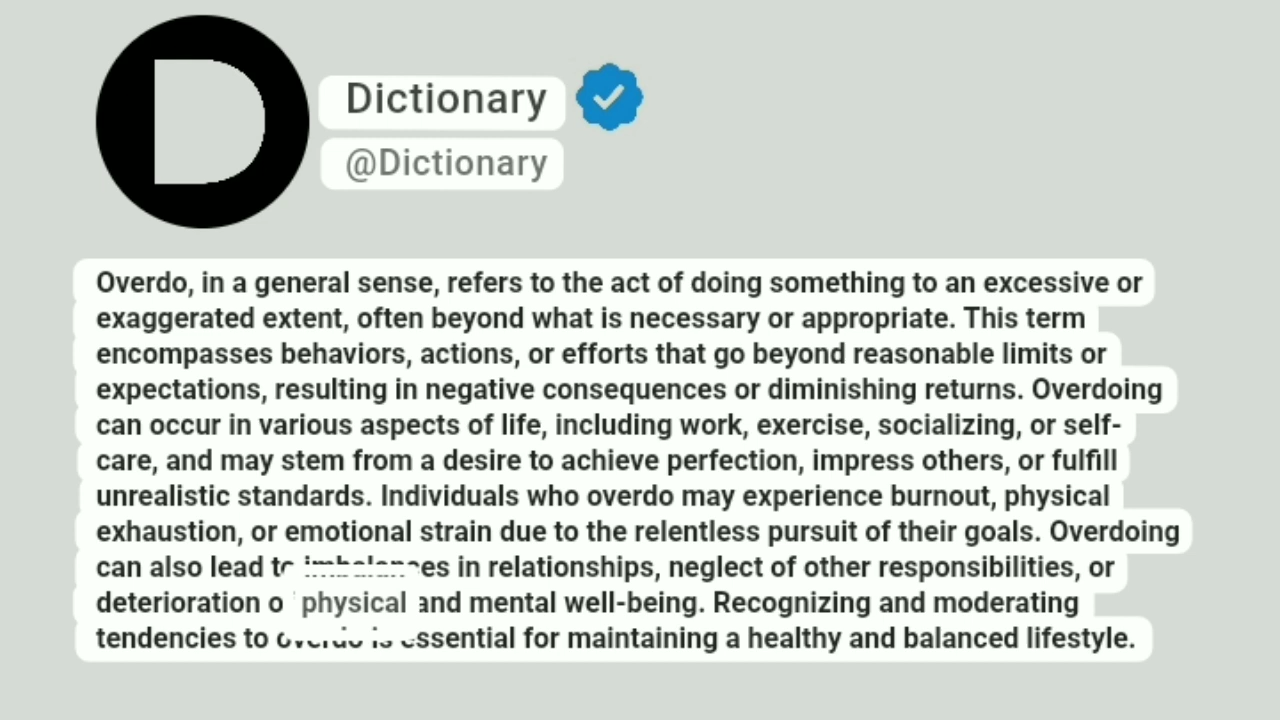 D
Dictionary
@Dictionary
Overdo, in a general sense, refers to the act of doing something to an excessive or
exaggerated extent, often beyond what is necessary or appropriate. This term
encompasses behaviors, actions, or efforts that go beyond reasonable limits or
expectations, resulting in negative consequences or diminishing returns. Overdoing
can occur in various aspects of life, including work, exercise, socializing, or self-
care, and may stem from a desire to achieve perfection, impress others, or fulfill
unrealistic standards. Individuals who overdo may experience burnout, physical
exhaustion, or emotional strain due to the relentless pursuit of their goals. Overdoing
can also lead to imbalances in relationships, neglect of other responsibilities, or
deterioration physical and mental well-being. Recognizing and moderating
tendencies to overdo is essential for maintaining a healthy and balanced lifestyle.